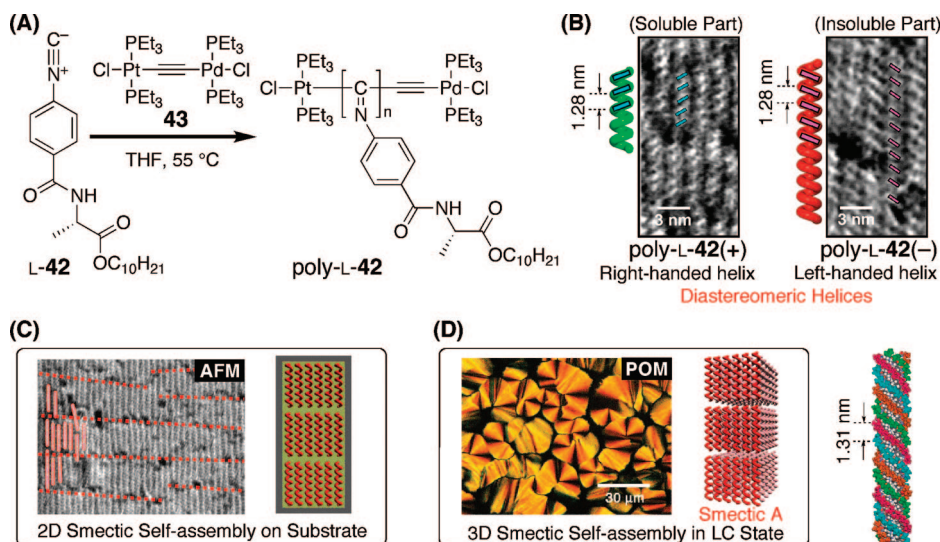 (A)
C−
N+
O
NH
O
OC10H21
L-42
PEt3 PEt3
Cl Pt Pd Cl
PEt3 PEt3
43
THF, 55 °C
PEt3 PEt3
Cl Pt C n Pd Cl
PEt3 N PEt3
O
NH
O
OC10H21
poly-L-42
(B)
(Soluble Part)
1.28 nm
3 nm
poly-L-42(+)
Right-handed helix
(Insoluble Part)
1.28 nm
3 nm
poly-L-42(−)
Left-handed helix
Diastereomeric Helices
(C)
AFM
2D Smectic Self-assembly on Substrate
(D)
POM
30 μm
Smectic A
3D Smectic Self-assembly in LC State
1.31 nm